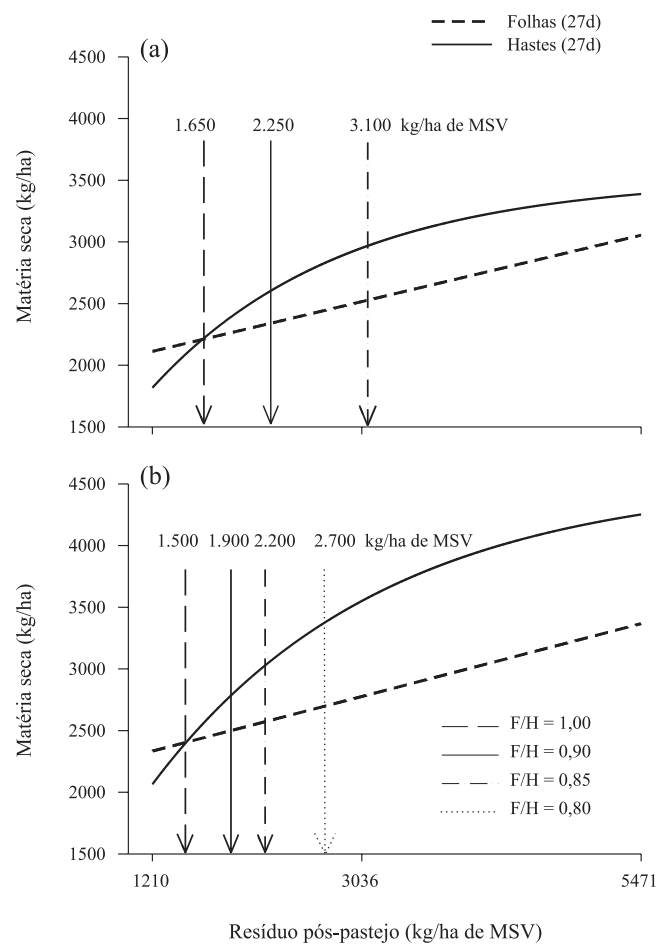 Folhas (27d)
Hastes (27d)
(a)
4500
4000
3500
3000
2500
2000
1500
Matéria seca (kg/ha)
1.650 2.250 3.100 kg/ha de MSV
(b)
4500
4000
3500
3000
2500
2000
1500
Matéria seca (kg/ha)
1.500 1.900 2.200 2.700 kg/ha de MSV
F/H = 1,00
F/H = 0,90
F/H = 0,85
F/H = 0,80
1210 3036 5471
Resíduo pós-pastejo (kg/ha de MSV)